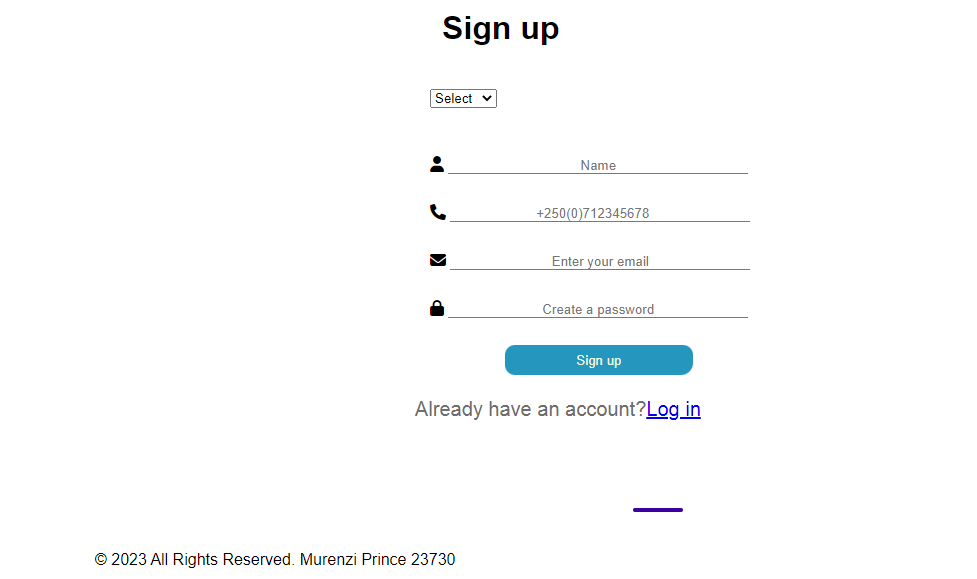 Sign up
Select
Name
+250(0)712345678
Enter your email
Create a password
Sign up
Already have an account?Log in
© 2023 All Rights Reserved. Murenzi Prince 23730